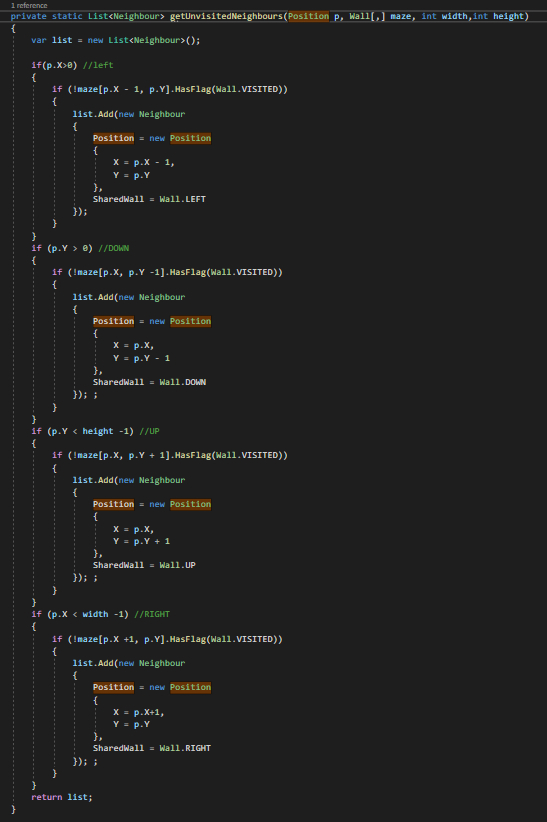 1 reference
private static List<Neighbour> getUnvisitedNeighbours(Position p, Wall[,] maze, int width,int height)
{
    var list = new List<Neighbour>();

    if(p.X>0) //left
    {
        if (!maze[p.X - 1, p.Y].HasFlag(Wall.VISITED))
        {
            list.Add(new Neighbour
            {
                Position = new Position
                {
                    X = p.X - 1,
                    Y = p.Y
                },
                SharedWall = Wall.LEFT
            });
        }
    }
    if (p.Y > 0) //DOWN
    {
        if (!maze[p.X, p.Y -1].HasFlag(Wall.VISITED))
        {
            list.Add(new Neighbour
            {
                Position = new Position
                {
                    X = p.X,
                    Y = p.Y - 1
                },
                SharedWall = Wall.DOWN
            }); ;
        }
    }
    if (p.Y < height -1) //UP
    {
        if (!maze[p.X, p.Y + 1].HasFlag(Wall.VISITED))
        {
            list.Add(new Neighbour
            {
                Position = new Position
                {
                    X = p.X,
                    Y = p.Y + 1
                },
                SharedWall = Wall.UP
            }); ;
        }
    }
    if (p.X < width -1) //RIGHT
    {
        if (!maze[p.X +1, p.Y].HasFlag(Wall.VISITED))
        {
            list.Add(new Neighbour
            {
                Position = new Position
                {
                    X = p.X+1,
                    Y = p.Y
                },
                SharedWall = Wall.RIGHT
            }); ;
        }
    }
    return list;
}